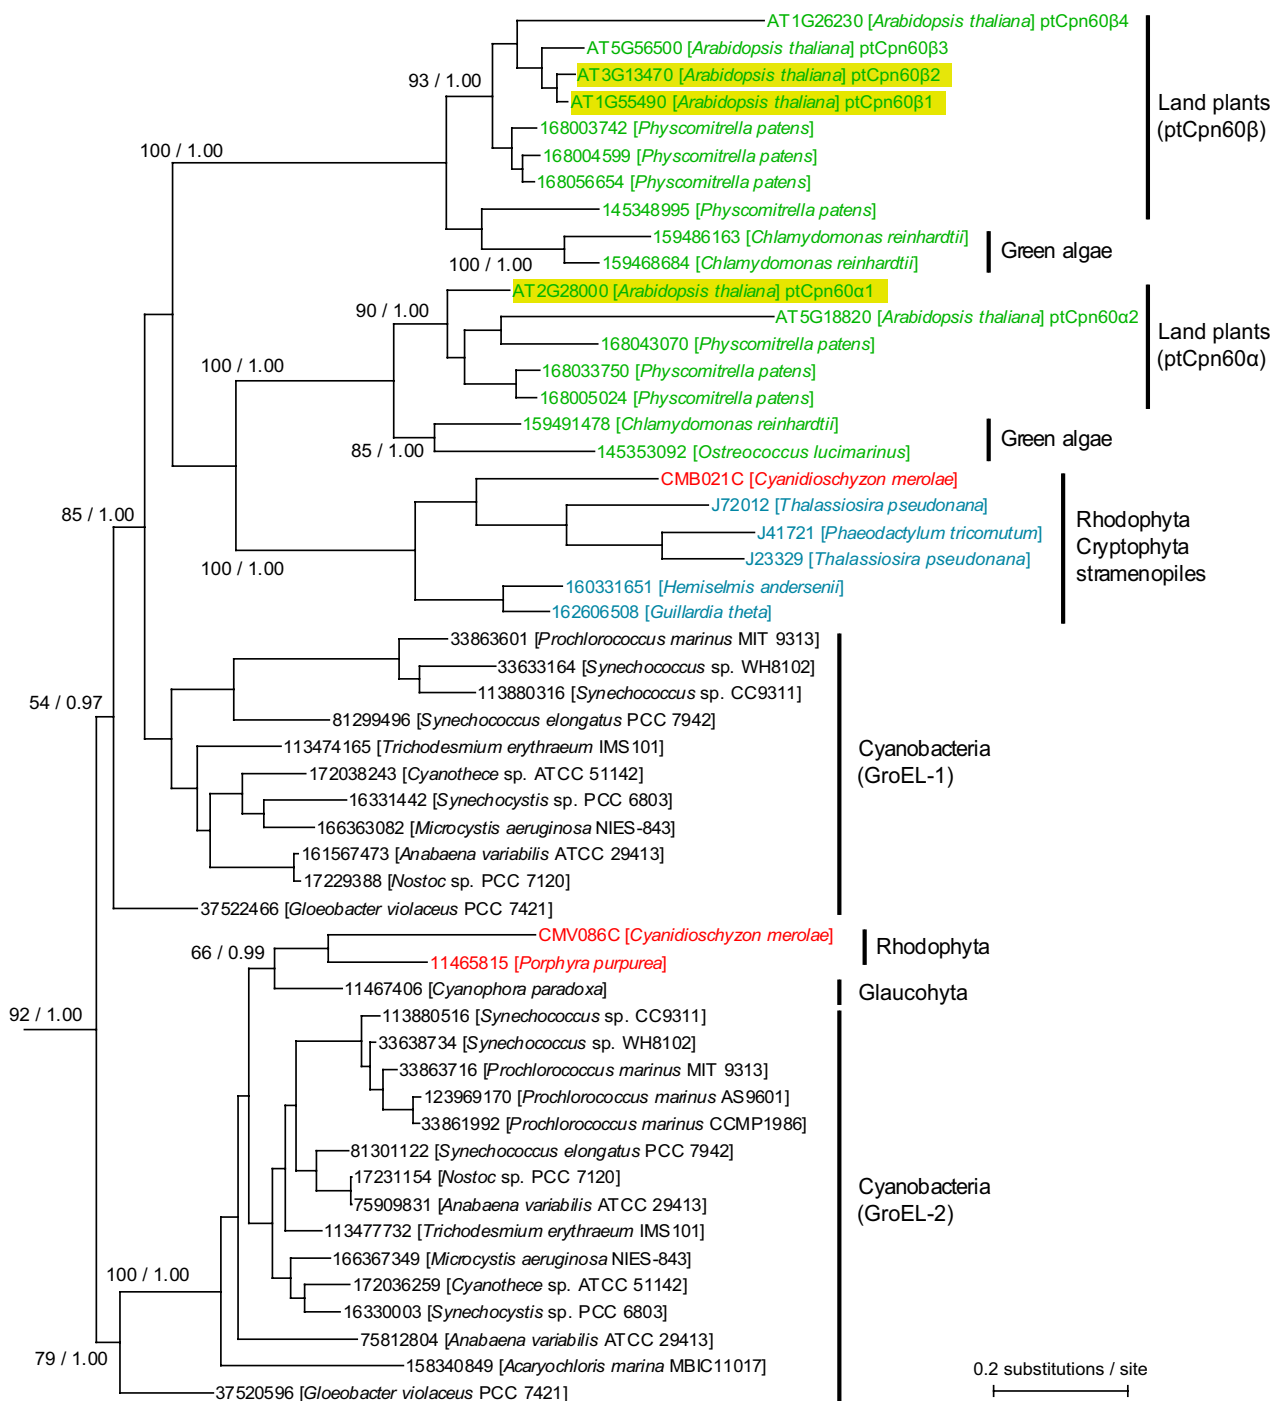 AT1G26230 [Arabidopsis thaliana] ptCpn60β4
AT5G56500 [Arabidopsis thaliana] ptCpn60β3
93 / 1.00
AT3G13470 [Arabidopsis thaliana] ptCpn60β2
AT1G55490 [Arabidopsis thaliana] ptCpn60β1
Land plants
(ptCpn60β)
168003742 [Physcomitrella patens]
100 / 1.00
168004599 [Physcomitrella patens]
168056654 [Physcomitrella patens]
145348995 [Physcomitrella patens]
159486163 [Chlamydomonas reinhardtii]
Green algae
100 / 1.00
159468684 [Chlamydomonas reinhardtii]
AT2G28000 [Arabidopsis thaliana] ptCpn60α1
90 / 1.00
AT5G18820 [Arabidopsis thaliana] ptCpn60α2
Land plants
(ptCpn60α)
168043070 [Physcomitrella patens]
100 / 1.00
168033750 [Physcomitrella patens]
168005024 [Physcomitrella patens]
159491478 [Chlamydomonas reinhardtii]
Green algae
85 / 1.00
145353092 [Ostreococcus lucimarinus]
CMB021C [Cyanidioschyzon merolae]
J72012 [Thalassiosira pseudonana]
85 / 1.00
Rhodophyta
Cryptophyta
stramenopiles
J41721 [Phaeodactylum tricornutum]
J23329 [Thalassiosira pseudonana]
100 / 1.00
160331651 [Hemiselmis andersenii]
162606508 [Guillardia theta]
33863601 [Prochlorococcus marinus MIT 9313]
33633164 [Synechococcus sp. WH8102]
113880316 [Synechococcus sp. CC9311]
54 / 0.97
81299496 [Synechococcus elongatus PCC 7942]
113474165 [Trichodesmium erythraeum IMS101]
Cyanobacteria
(GroEL-1)
172038243 [Cyanothece sp. ATCC 51142]
16331442 [Synechocystis sp. PCC 6803]
166363082 [Microcystis aeruginosa NIES-843]
161567473 [Anabaena variabilis ATCC 29413]
17229388 [Nostoc sp. PCC 7120]
37522466 [Gloeobacter violaceus PCC 7421]
CMV086C [Cyanidioschyzon merolae]
Rhodophyta
66 / 0.99
11465815 [Porphyra purpurea]
11467406 [Cyanophora paradoxa]
Glaucohyta
92 / 1.00
113880516 [Synechococcus sp. CC9311]
33638734 [Synechococcus sp. WH8102]
33863716 [Prochlorococcus marinus MIT 9313]
123969170 [Prochlorococcus marinus AS9601]
33861992 [Prochlorococcus marinus CCMP1986]
81301122 [Synechococcus elongatus PCC 7942]
17231154 [Nostoc sp. PCC 7120]
75909831 [Anabaena variabilis ATCC 29413]
Cyanobacteria
(GroEL-2)
113477732 [Trichodesmium erythraeum IMS101]
166367349 [Microcystis aeruginosa NIES-843]
100 / 1.00
172036259 [Cyanothece sp. ATCC 51142]
16330003 [Synechocystis sp. PCC 6803]
75812804 [Anabaena variabilis ATCC 29413]
79 / 1.00
158340849 [Acaryochloris marina MBIC11017]
0.2 substitutions / site
37520596 [Gloeobacter violaceus PCC 7421]